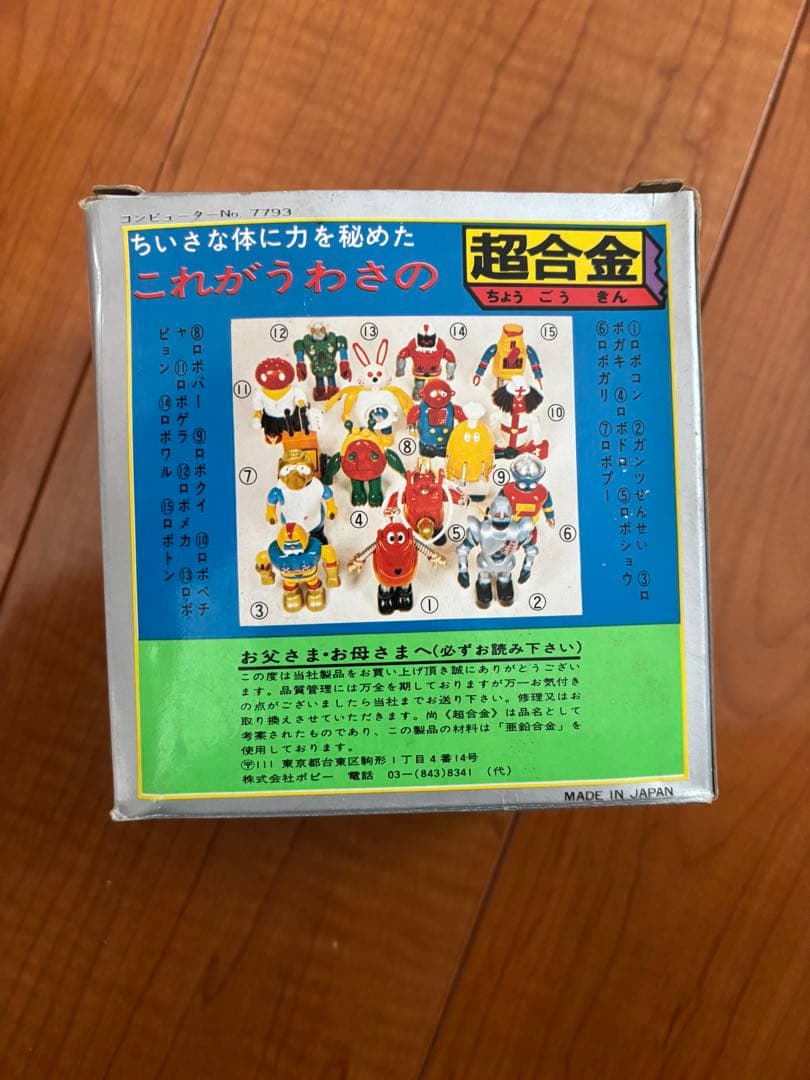 コンピューターNo. 7793
ちいさな体に力を秘めた
これがうわさの
超合金
ちょう ごう きん
①ロボコン ②ガンツせんせい ③ロ
ボガキ ④ロボドロ ⑤ロボショウ
⑥ロボガリ ⑦ロボプー
⑧ロボパー ⑨ロボクイ ⑩ロボペチ
ャ ⑪ロボゲラ ⑫ロボメカ ⑬ロボ
ピョン ⑭ロボワル ⑮ロボトン
⑫ ⑬ ⑭ ⑮
⑪ ⑩
⑧
⑦ ⑨
④ ⑤ ⑥
③ ① ②
お父さま・お母さまへ(必ずお読み下さい)
この度は当社製品をお買い上げ頂き誠にありがとうござい
ます。品質管理には万全を期しておりますが万一お気付き
の点がございましたら当社までお送り下さい。修理又はお
取り換えさせていただきます。尚《超合金》は品名として
考案されたものであり、この製品の材料は「亜鉛合金」を
使用しております。
〒111 東京都台東区駒形1丁目4番14号
株式会社ポピー 電話 03-(843)8341 (代)
MADE IN JAPAN